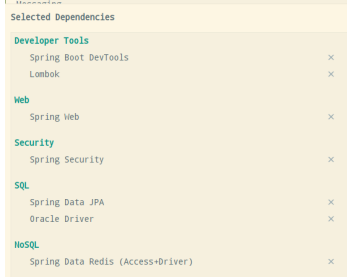 Messaging
Selected Dependencies
Developer Tools
Spring Boot DevTools ×
Lombok ×
Web
Spring Web ×
Security
Spring Security ×
SQL
Spring Data JPA ×
Oracle Driver ×
NoSQL
Spring Data Redis (Access+Driver) ×